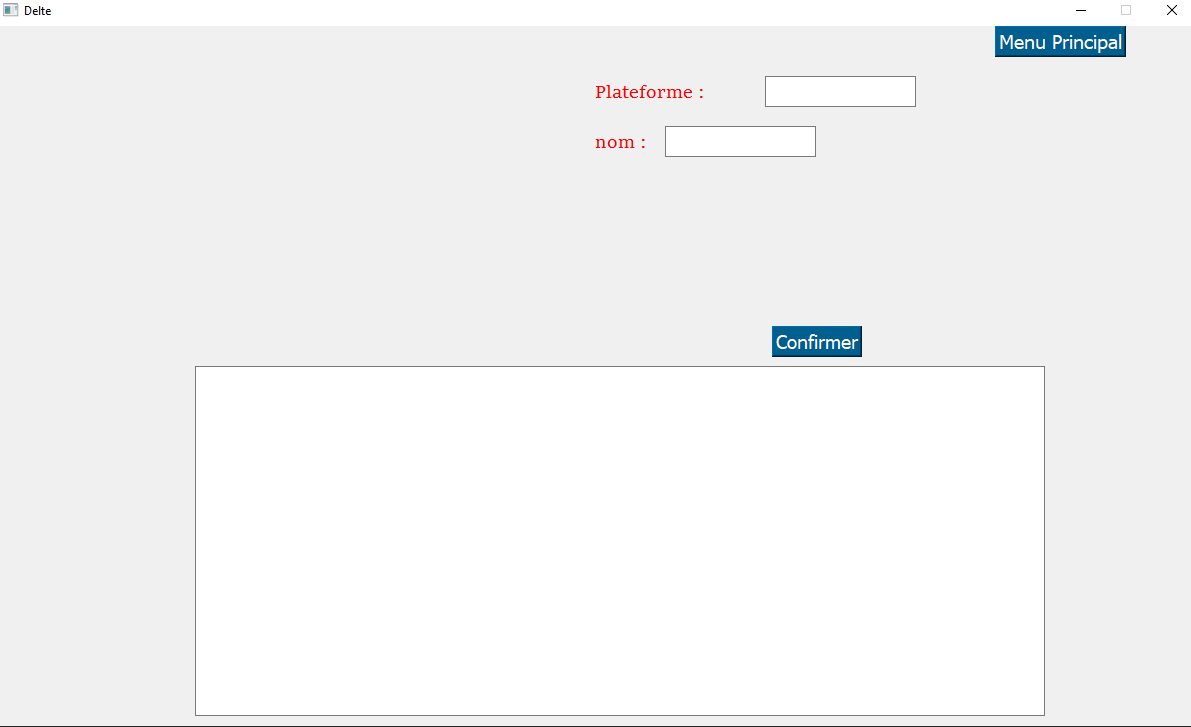 Delte
Menu Principal
Plateforme :
nom :
Confirmer